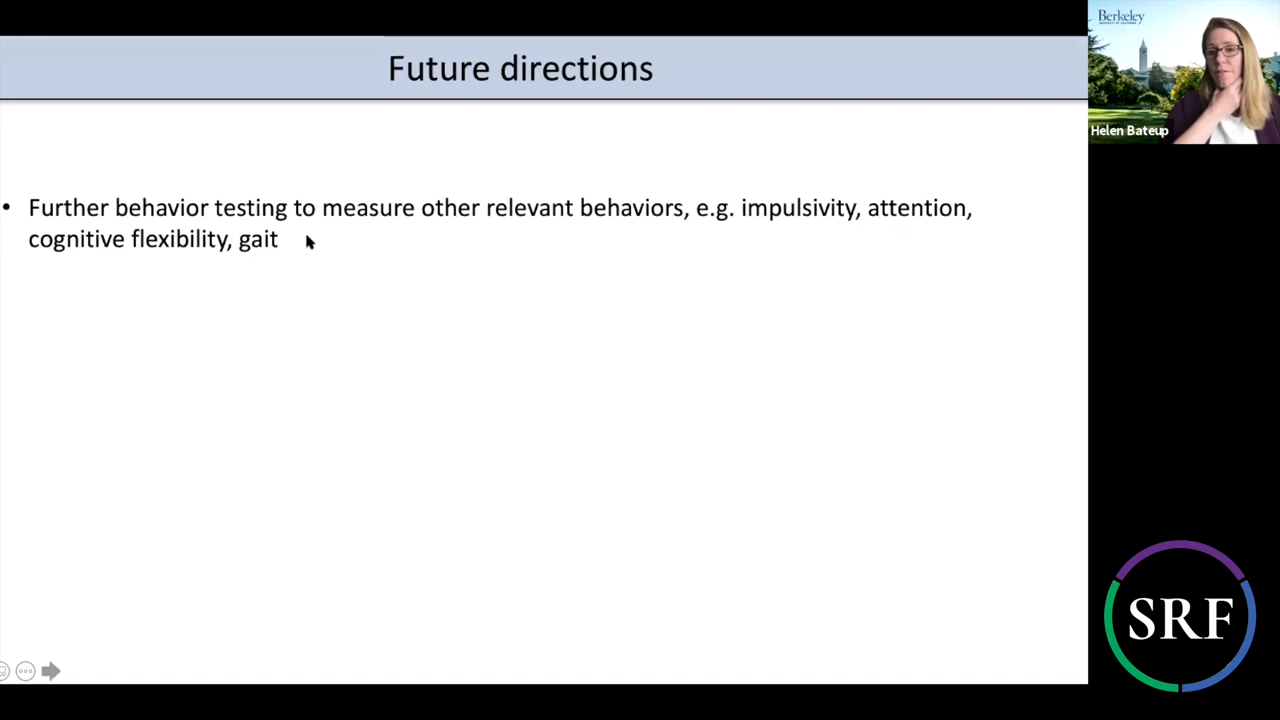 Future directions
Berkeley
Helen Bateup
• Further behavior testing to measure other relevant behaviors, e.g. impulsivity, attention,
cognitive flexibility, gait
SRF